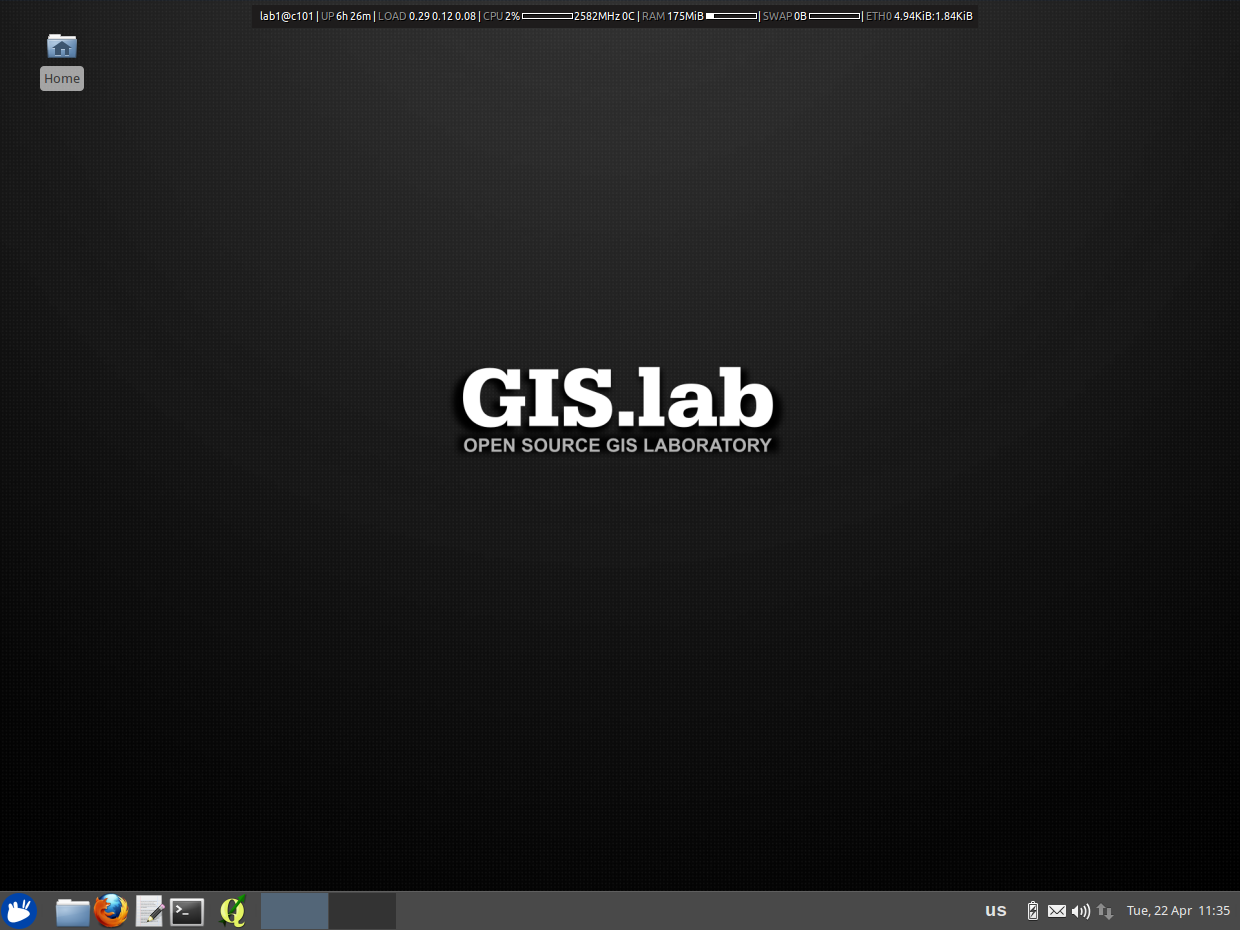 lab1@c101 | UP 6h 26m | LOAD 0.29 0.12 0.08 | CPU 2% 2582MHz 0C | RAM 175MiB | SWAP 0B | ETH0 4.94KiB:1.84KiB
Home
GIS.lab
OPEN SOURCE GIS LABORATORY
us Tue, 22 Apr 11:35